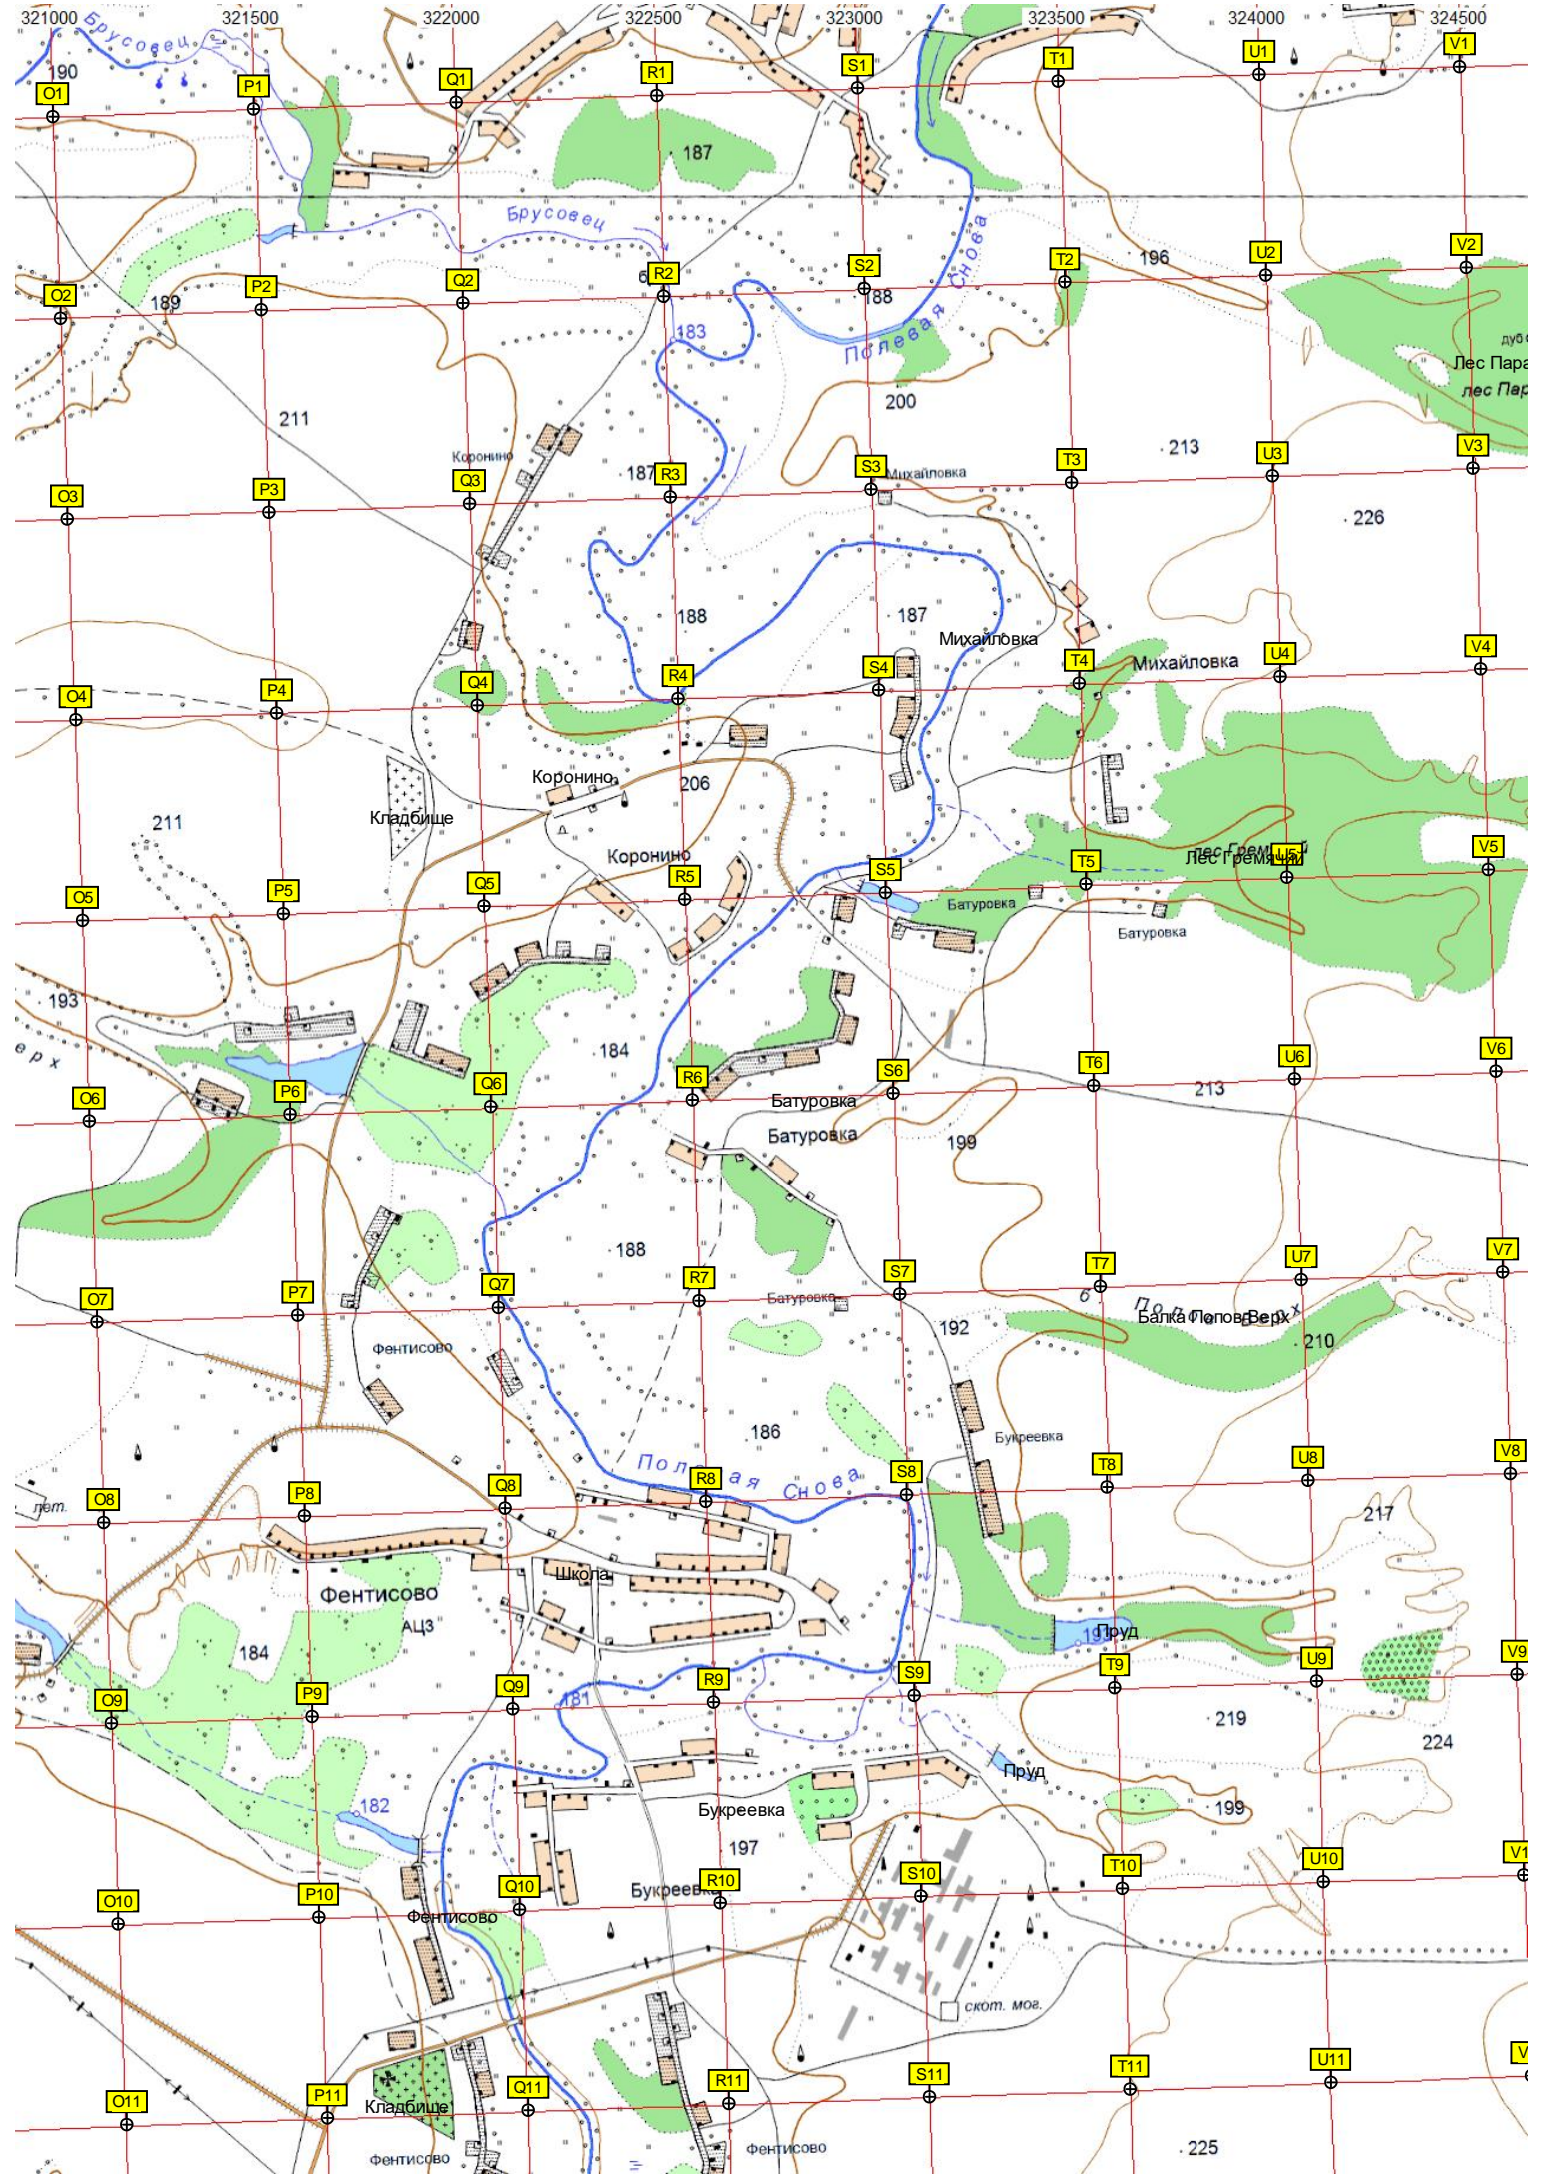 321000 321500 322000 322500 323000 323500 324000 324500
Брусовец
190
O1 P1 Q1 R1 S1 T1 U1 V1
187
Брусовец
Полевая Снова
196
O2 P2 Q2 R2 S2 T2 U2 V2
189
188
183
Лес Пара
лес Пар
200
211
213
Коронино
187
Михайловка
O3 P3 Q3 R3 S3 T3 U3 V3
226
188
187
Михайловка
Михайловка
O4 P4 Q4 R4 S4 T4 U4 V4
Коронино
206
Кладбище
211
Коронино
Лес Гремячий
O5 P5 Q5 R5 S5 T5 U5 V5
Батуровка
Батуровка
193
ерх
184
O6 P6 Q6 R6 S6 T6 U6 V6
213
Батуровка
Батуровка
199
188
O7 P7 Q7 R7 S7 T7 U7 V7
Батуровка
Балка Попов Верх
192
210
Фентисово
186
Букреевка
Полевая Снова
O8 P8 Q8 R8 S8 T8 U8 V8
лет.
217
Школа
Фентисово
АЦЗ
184
Пруд
O9 P9 Q9 R9 S9 T9 U9 V9
181
219
224
Пруд
182
Букреевка
199
197
O10 P10 Q10 R10 S10 T10 U10 V1
Букреевка
Фентисово
скот. мог.
O11 P11 Q11 R11 S11 T11 U11 V
Кладбище
Фентисово
Фентисово
225